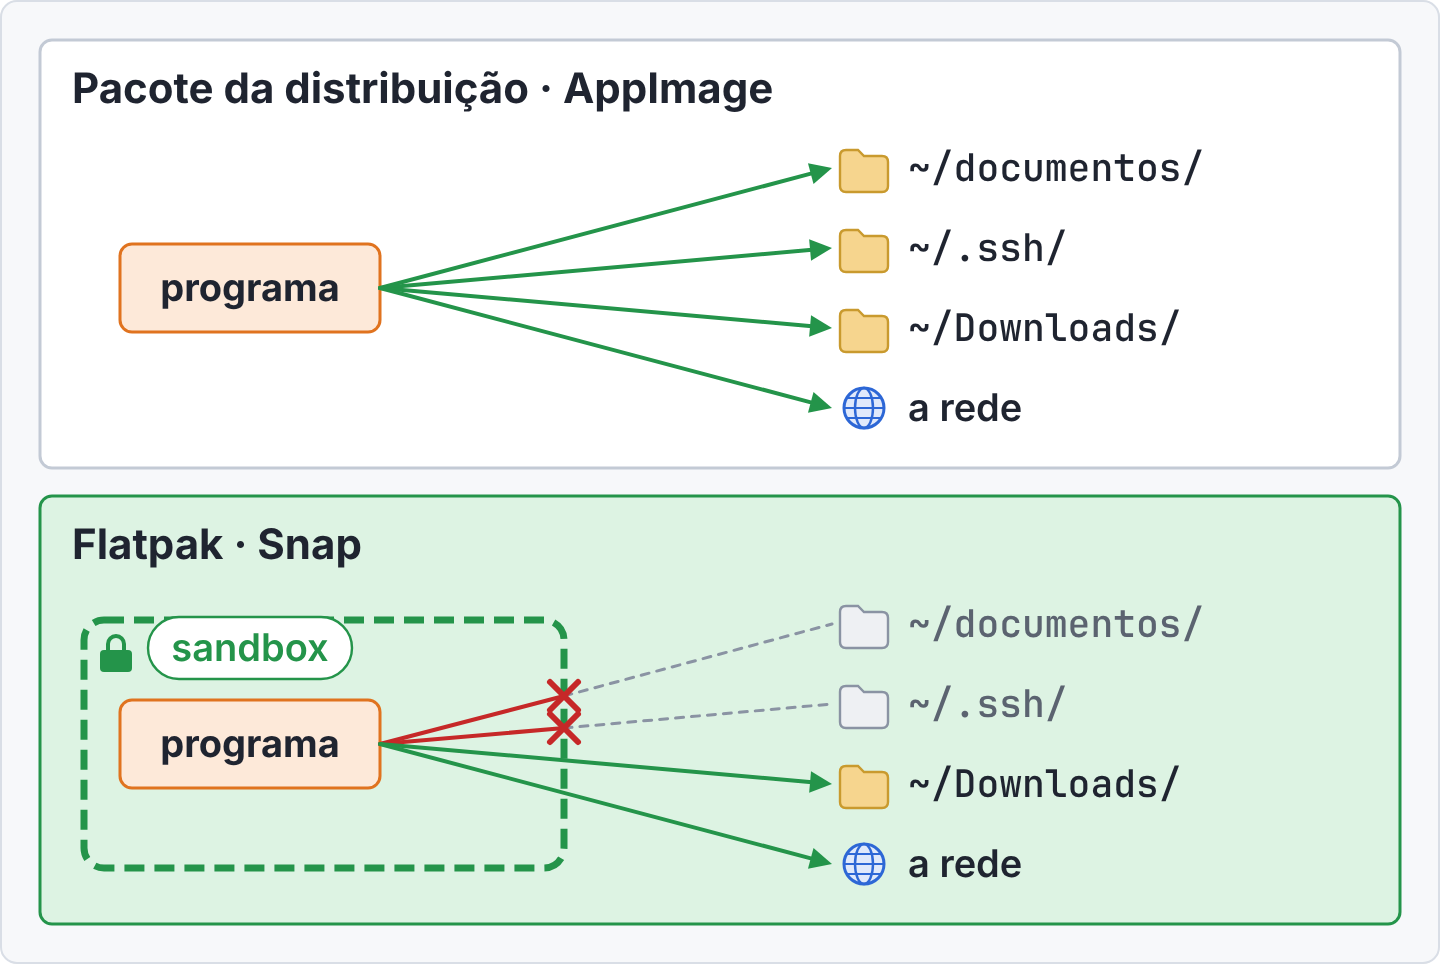 Pacote da distribuição · AppImage
~/documentos/
~/.ssh/
programa
~/Downloads/
a rede
Flatpak · Snap
sandbox
~/documentos/
~/.ssh/
programa
~/Downloads/
a rede